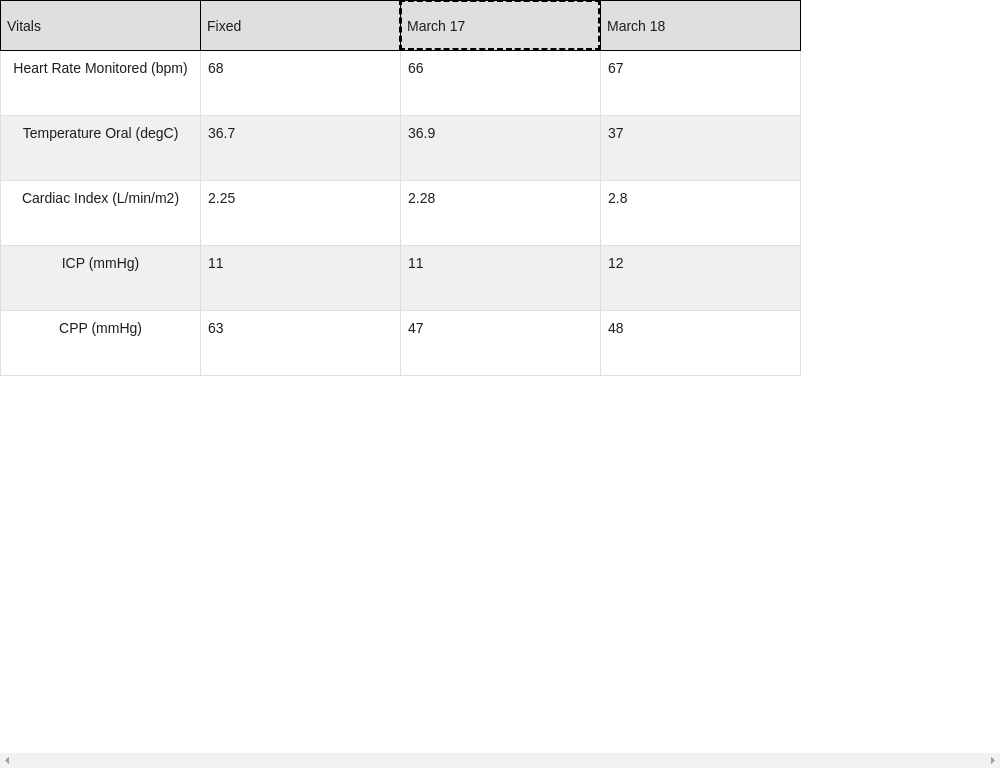 Vitals Fixed March 17 March 18
Heart Rate Monitored (bpm) 68 66 67
Temperature Oral (degC) 36.7 36.9 37
Cardiac Index (L/min/m2) 2.25 2.28 2.8
ICP (mmHg) 11 11 12
CPP (mmHg) 63 47 48